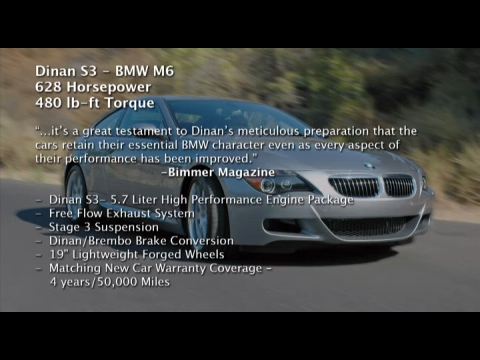 Dinan S3 - BMW M6
628 Horsepower
480 lb-ft Torque
“...it’s a great testament to Dinan’s meticulous preparation that the
cars retain their essential BMW character even as every aspect of
their performance has been improved.”
-Bimmer Magazine
- Dinan S3- 5.7 Liter High Performance Engine Package
- Free Flow Exhaust System
- Stage 3 Suspension
- Dinan/Brembo Brake Conversion
- 19" Lightweight Forged Wheels
- Matching New Car Warranty Coverage -
4 years/50,000 Miles